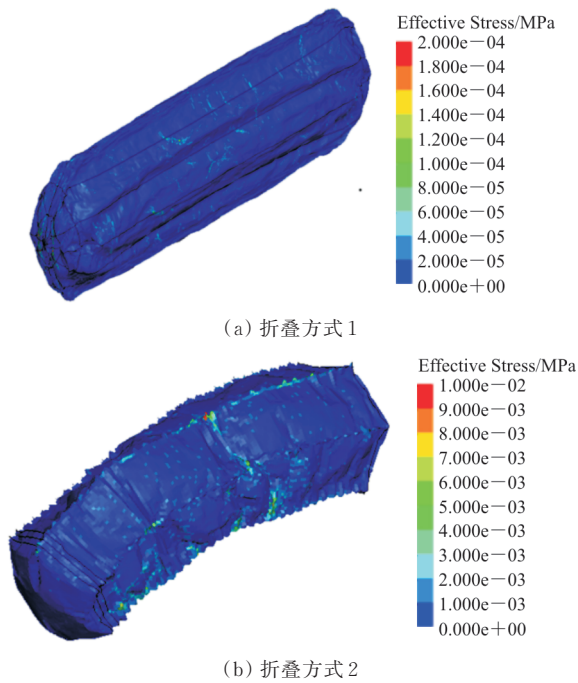 Effective Stress/MPa
2.000e−04
1.800e−04
1.600e−04
1.400e−04
1.200e−04
1.000e−04
8.000e−05
6.000e−05
4.000e−05
2.000e−05
0.000e+00
(a) 折叠方式1
Effective Stress/MPa
1.000e−02
9.000e−03
8.000e−03
7.000e−03
6.000e−03
5.000e−03
4.000e−03
3.000e−03
2.000e−03
1.000e−03
0.000e+00
(b) 折叠方式2